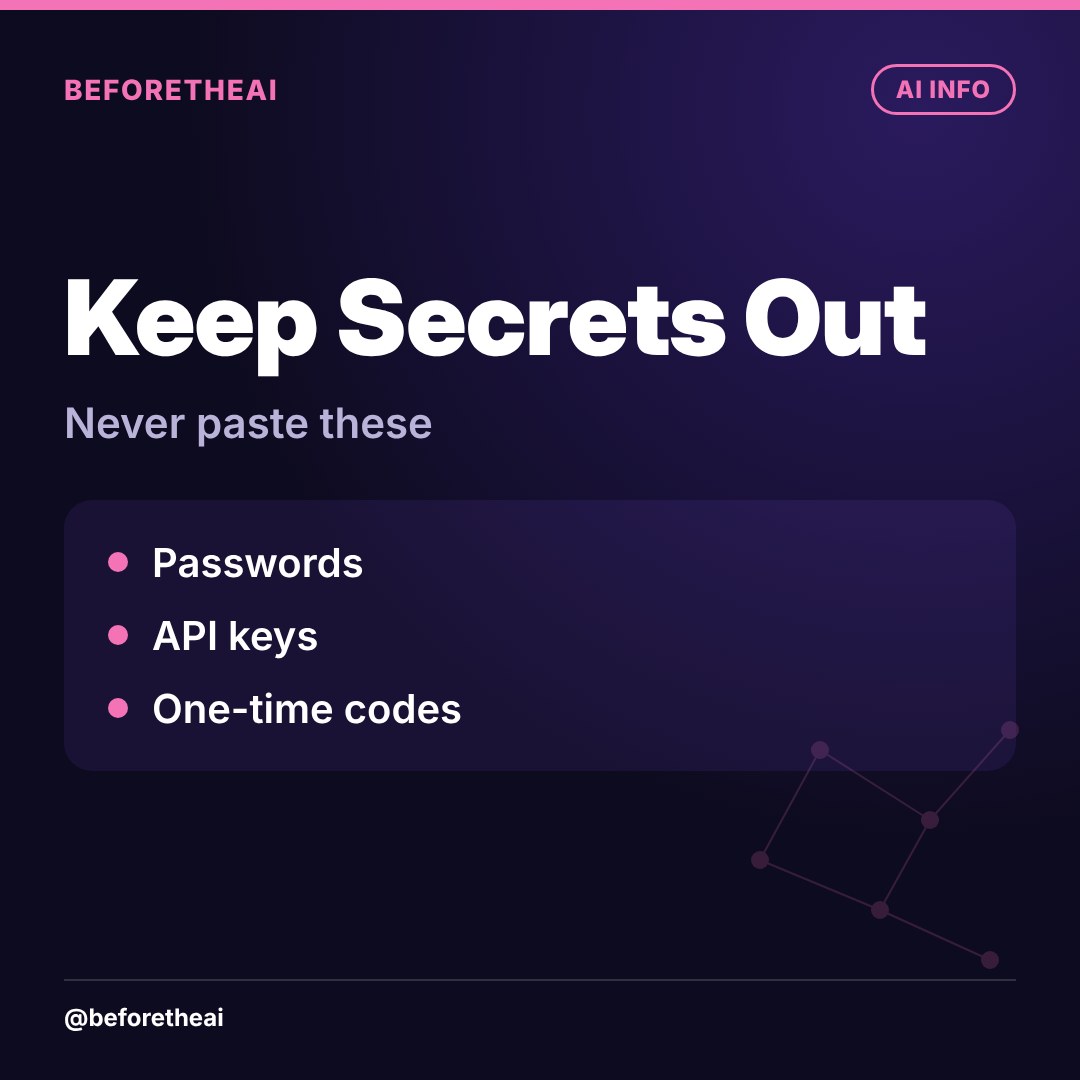 BEFORETHEAI
AI INFO
Keep Secrets Out
Never paste these
Passwords
API keys
One-time codes
@beforetheai